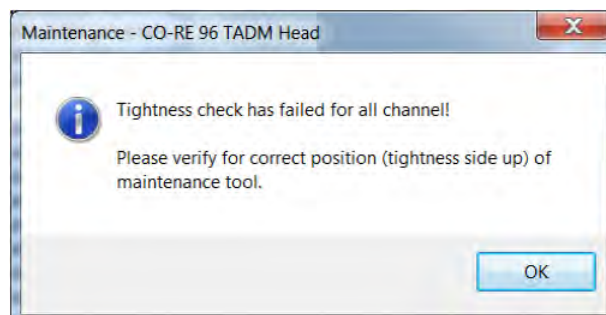 Maintenance - CO-RE 96 TADM Head
Tightness check has failed for all channel!
Please verify for correct position (tightness side up) of
maintenance tool.
OK